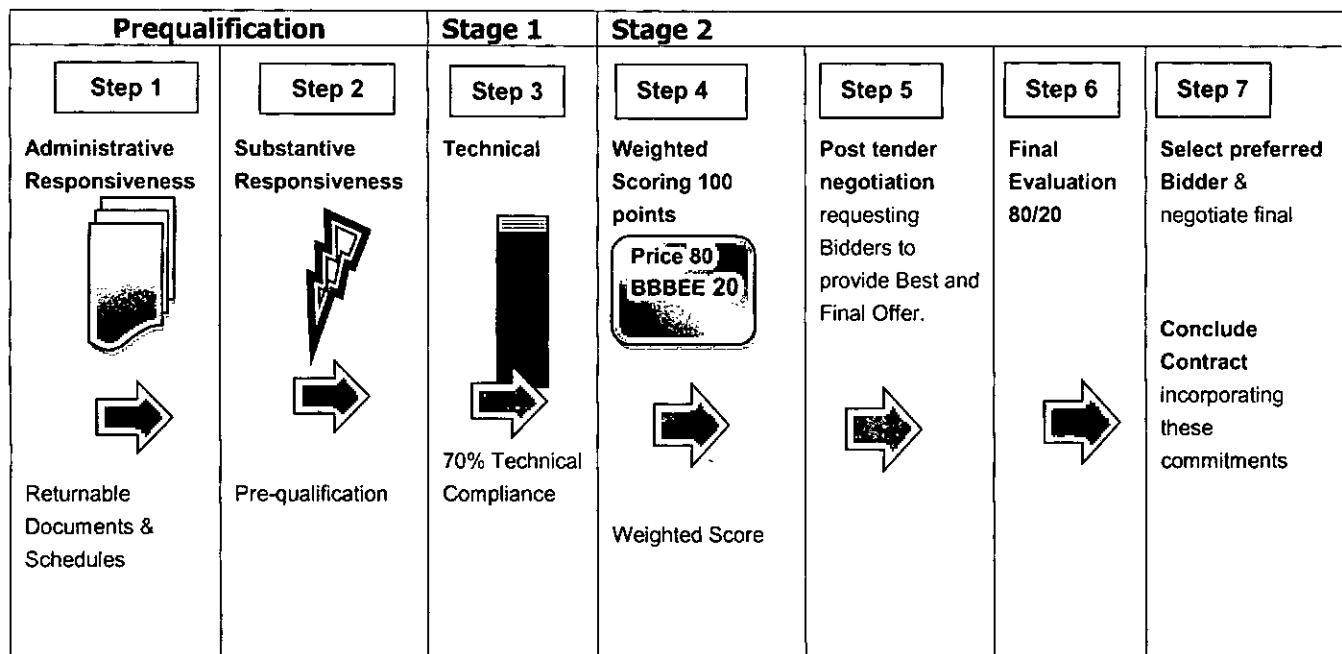 Prequalification
Stage 1
Stage 2
Step 1
Administrative
Responsiveness
Returnable
Documents &
Schedules
Step 2
Substantive
Responsiveness
Pre-qualification
Step 3
Technical
70% Technical
Compliance
Step 4
Weighted
Scoring 100
points
Price 80
BBBEE 20
Weighted Score
Step 5
Post tender
negotiation
requesting
Bidders to
provide Best and
Final Offer.
Step 6
Final
Evaluation
80/20
Step 7
Select preferred
Bidder &
negotiate final
Conclude
Contract
incorporating
these
commitments